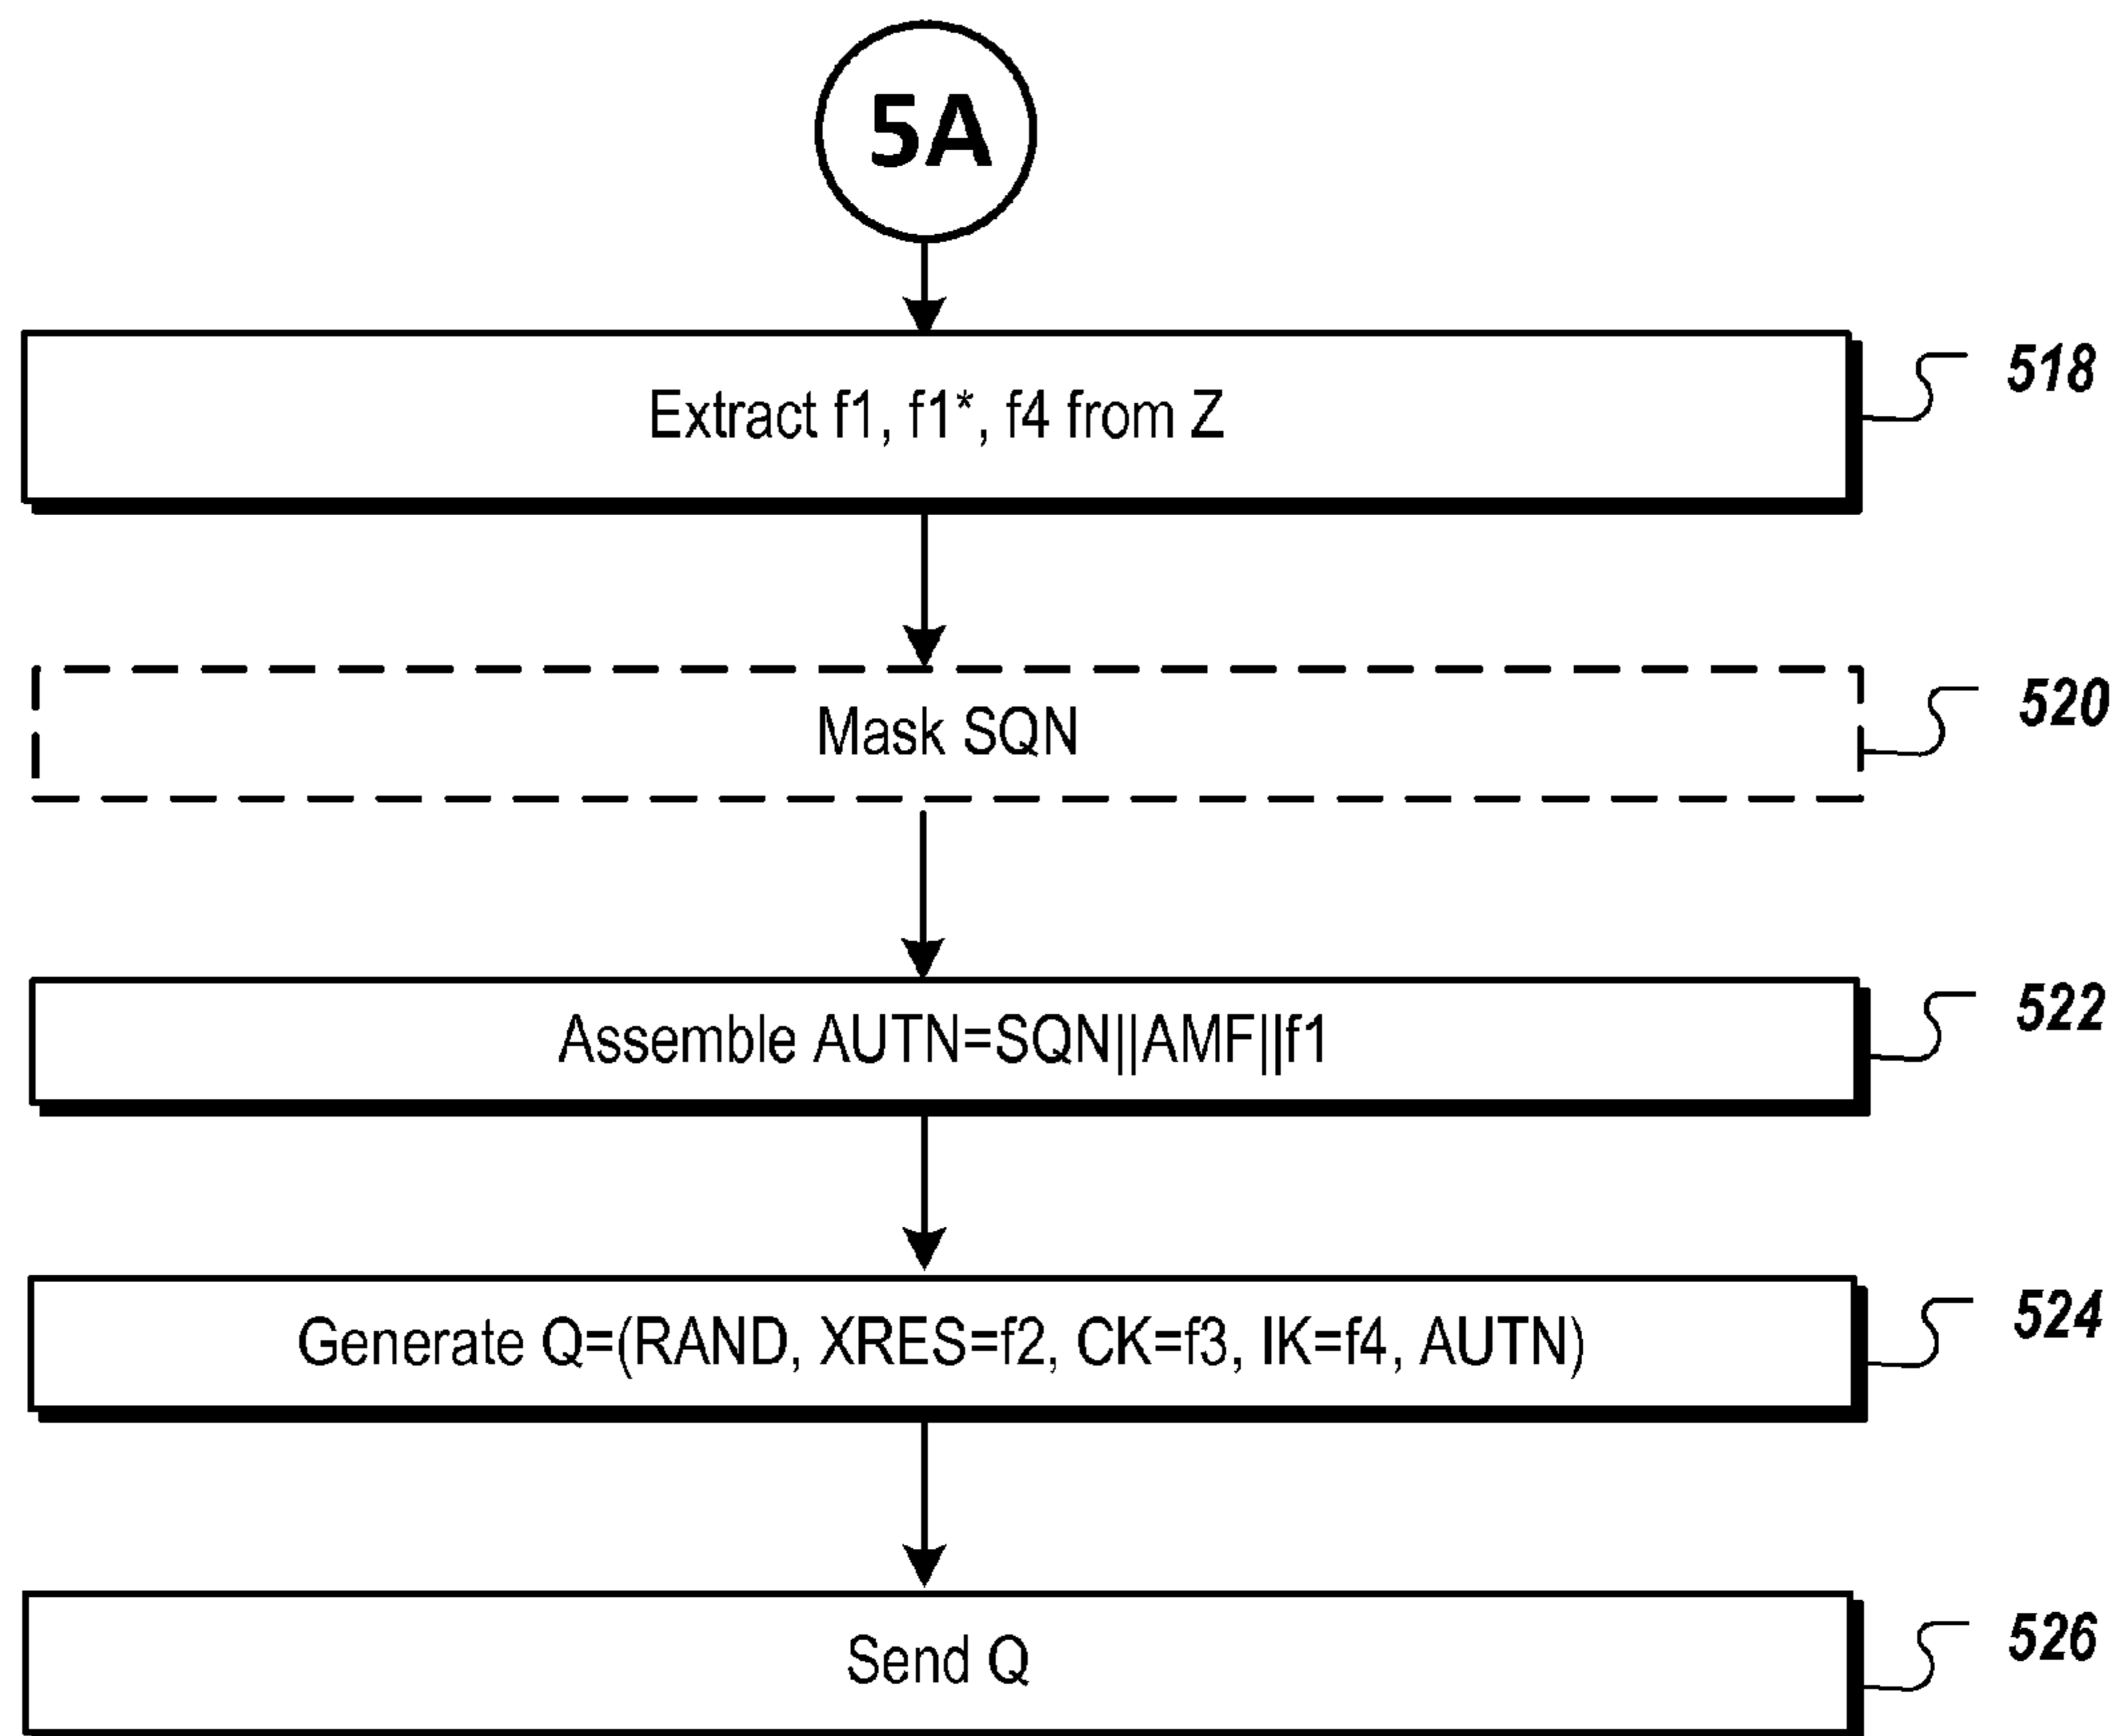 5A
Extract f1, f1*, f4 from Z
518
Mask SQN
520
Assemble AUTN=SQN||AMF||f1
522
Generate Q=(RAND, XRES=f2, CK=f3, IK=f4, AUTN)
524
Send Q
526